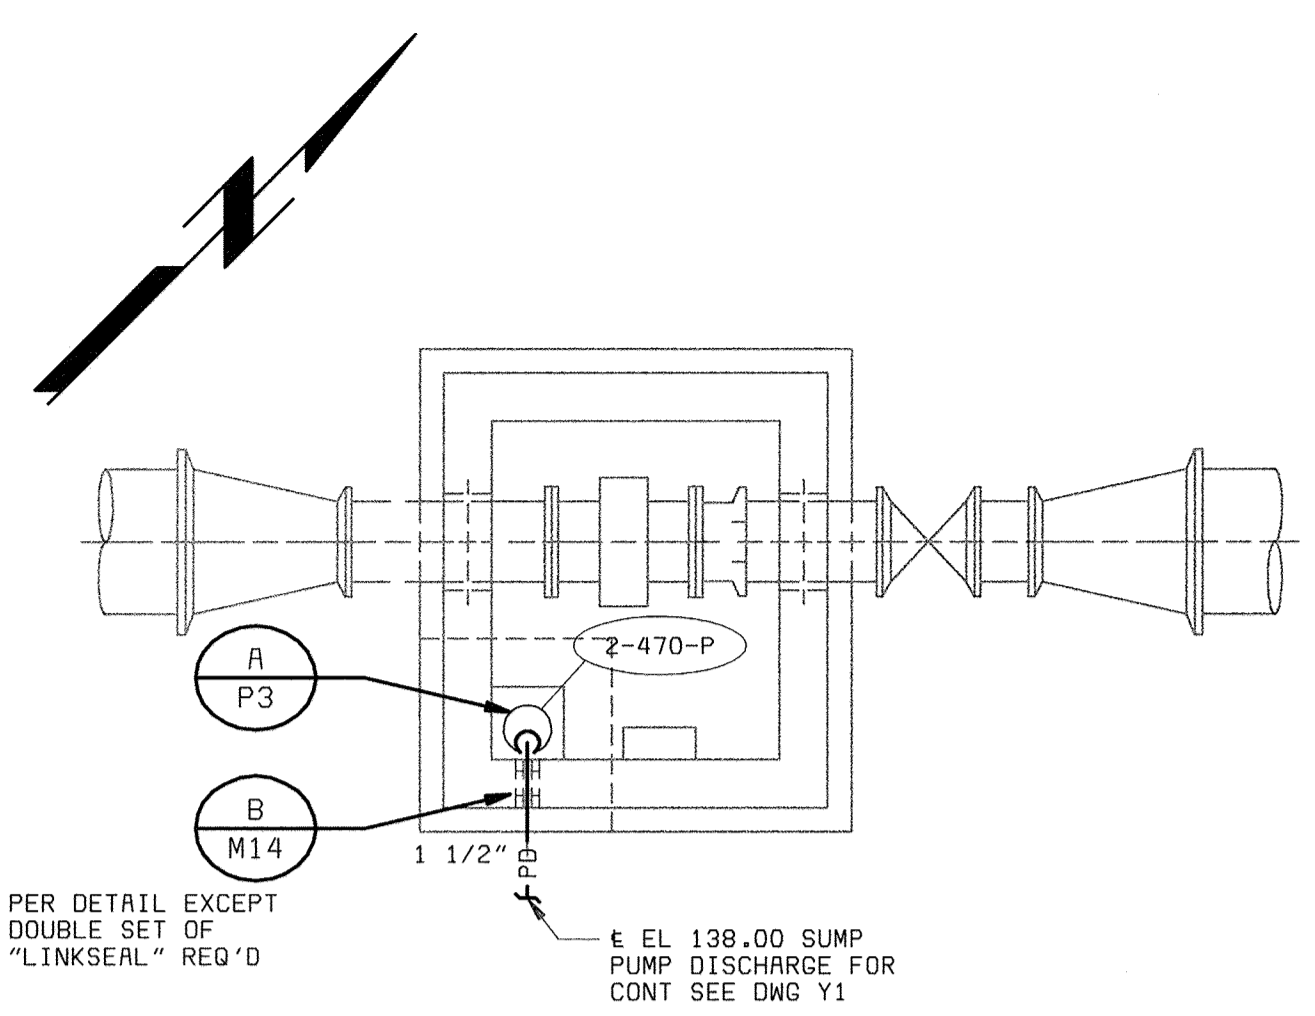 2-470-P
A
P3
B
M14
1 1/2"
PD
PER DETAIL EXCEPT
DOUBLE SET OF
"LINKSEAL" REQ'D
℄ EL 138.00 SUMP
PUMP DISCHARGE FOR
CONT SEE DWG Y1